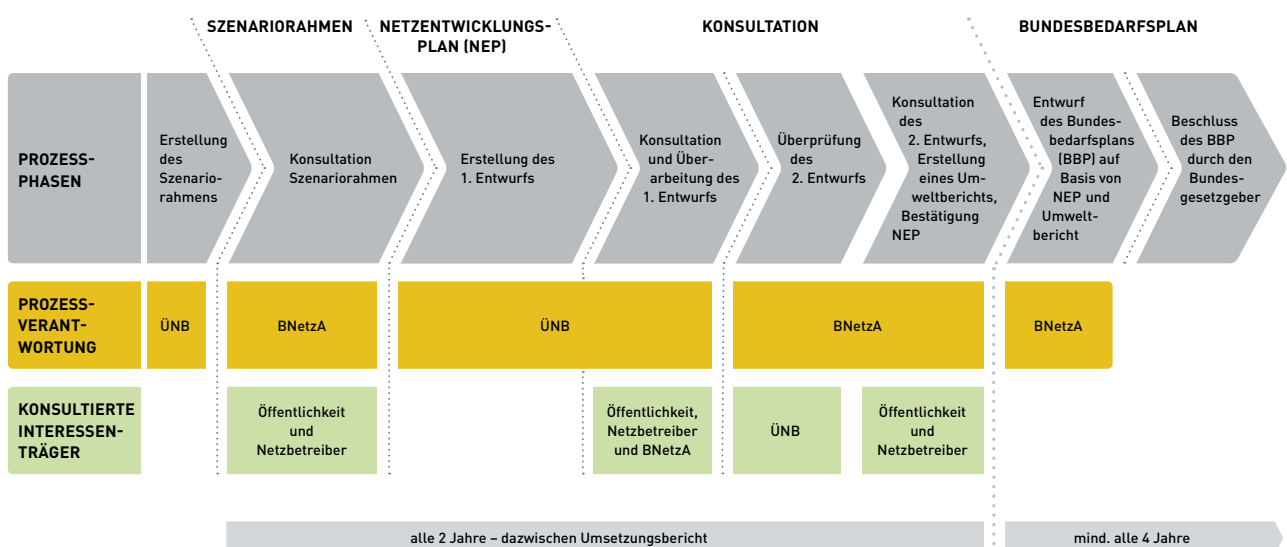 SZENARIORAHMEN
NETZENTWICKLUNGS-
PLAN (NEP)
KONSULTATION
BUNDESBEDARFSPLAN
PROZESS-
PHASEN
Erstellung
des
Szenario-
rahmens
Konsultation
Szenariorahmen
Erstellung des
1. Entwurfs
Konsultation
und Über-
arbeitung des
1. Entwurfs
Überprüfung
des
2. Entwurfs
Konsultation
des
2. Entwurfs,
Erstellung
eines Um-
weltberichts,
Bestätigung
NEP
Entwurf
des Bundes-
bedarfsplans
(BBP) auf
Basis von
NEP und
Umwelt-
bericht
Beschluss
des BBP
durch den
Bundes-
gesetzgeber
PROZESS-
VERANT-
WORTUNG
ÜNB
BNetzA
ÜNB
BNetzA
BNetzA
KONSULTIERTE
INTERESSEN-
TRÄGER
Öffentlichkeit
und
Netzbetreiber
Öffentlichkeit,
Netzbetreiber
und BNetzA
ÜNB
Öffentlichkeit
und
Netzbetreiber
alle 2 Jahre – dazwischen Umsetzungsbericht
mind. alle 4 Jahre